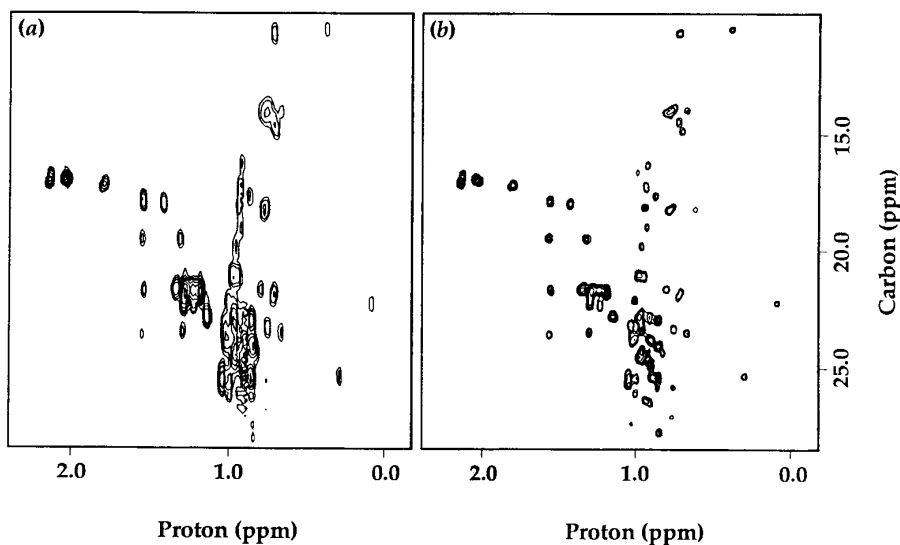 (a)
(b)
15.0
20.0
25.0
Carbon (ppm)
2.0 1.0 0.0
2.0 1.0 0.0
Proton (ppm)
Proton (ppm)